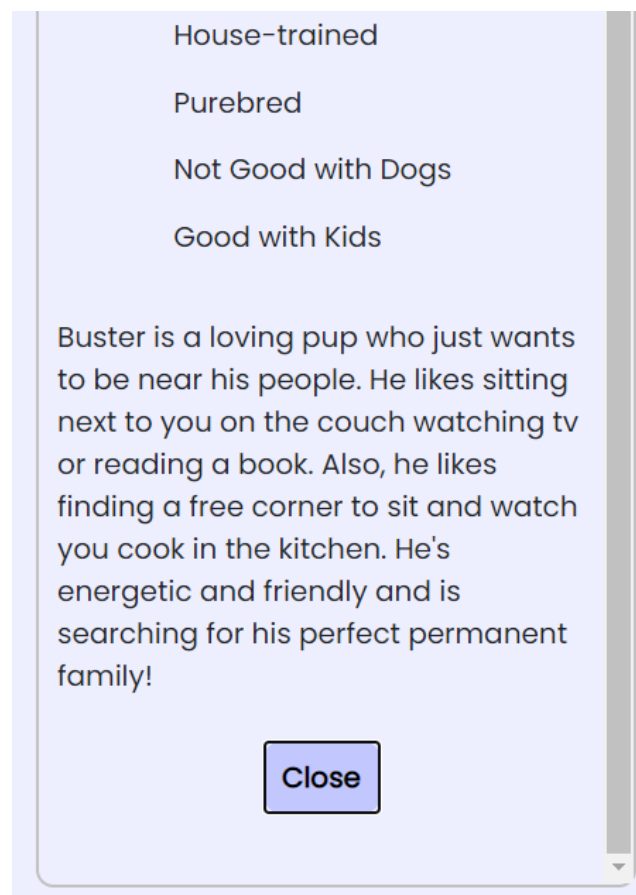 House-trained
Purebred
Not Good with Dogs
Good with Kids
Buster is a loving pup who just wants
to be near his people. He likes sitting
next to you on the couch watching tv
or reading a book. Also, he likes
finding a free corner to sit and watch
you cook in the kitchen. He's
energetic and friendly and is
searching for his perfect permanent
family!
Close